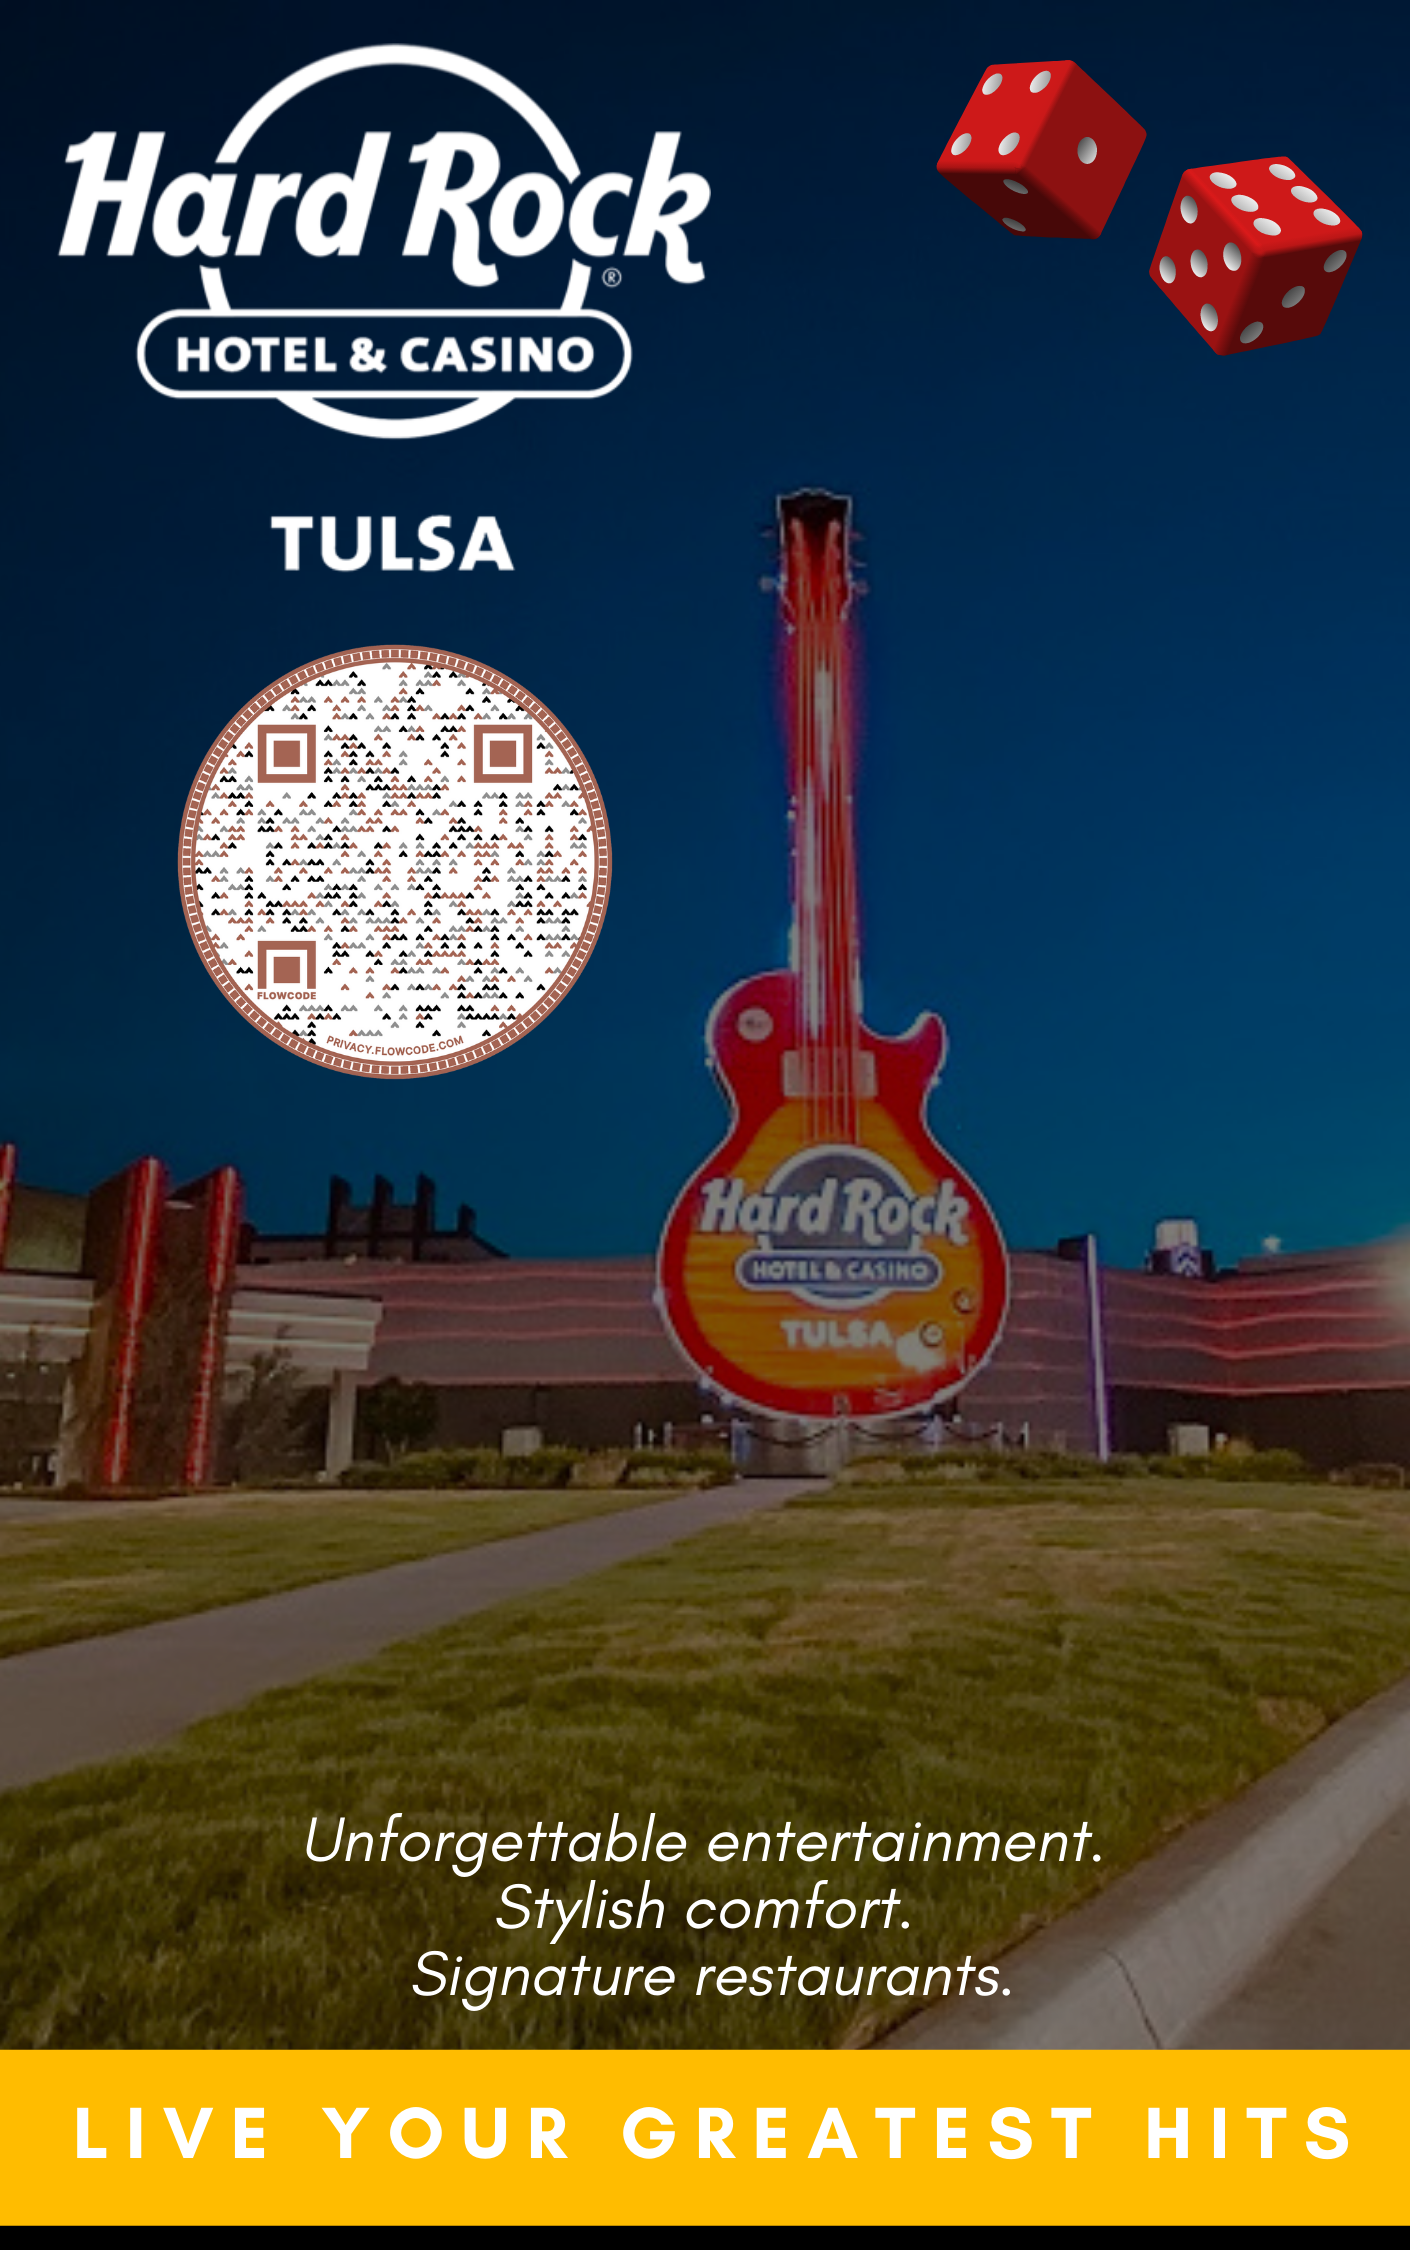 Hard Rock
®
HOTEL & CASINO
TULSA
FLOWCODE
PRIVACY.FLOWCODE.COM
Hard Rock
HOTEL & CASINO
TULSA
Unforgettable entertainment.
Stylish comfort.
Signature restaurants.
LIVE YOUR GREATEST HITS